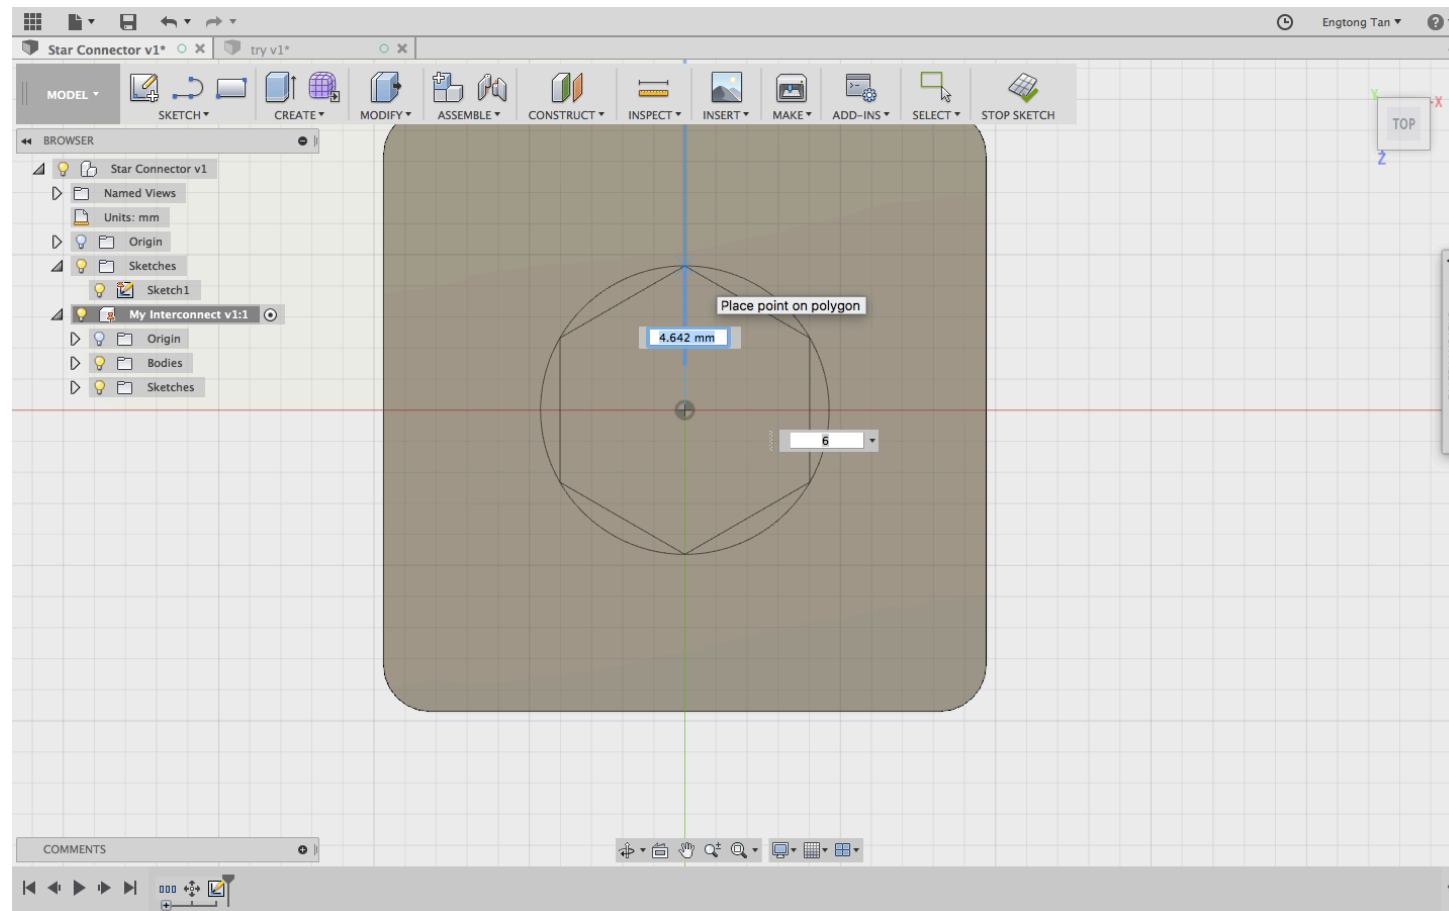 Engtong Tan
?
Star Connector v1*
try v1*
MODEL
SKETCH
CREATE
MODIFY
ASSEMBLE
CONSTRUCT
INSPECT
INSERT
MAKE
ADD-INS
SELECT
STOP SKETCH
Y
X
TOP
Z
BROWSER
Star Connector v1
Named Views
Units: mm
Origin
Sketches
Sketch1
My Interconnect v1:1
Origin
Bodies
Sketches
Place point on polygon
4.642 mm
6
COMMENTS